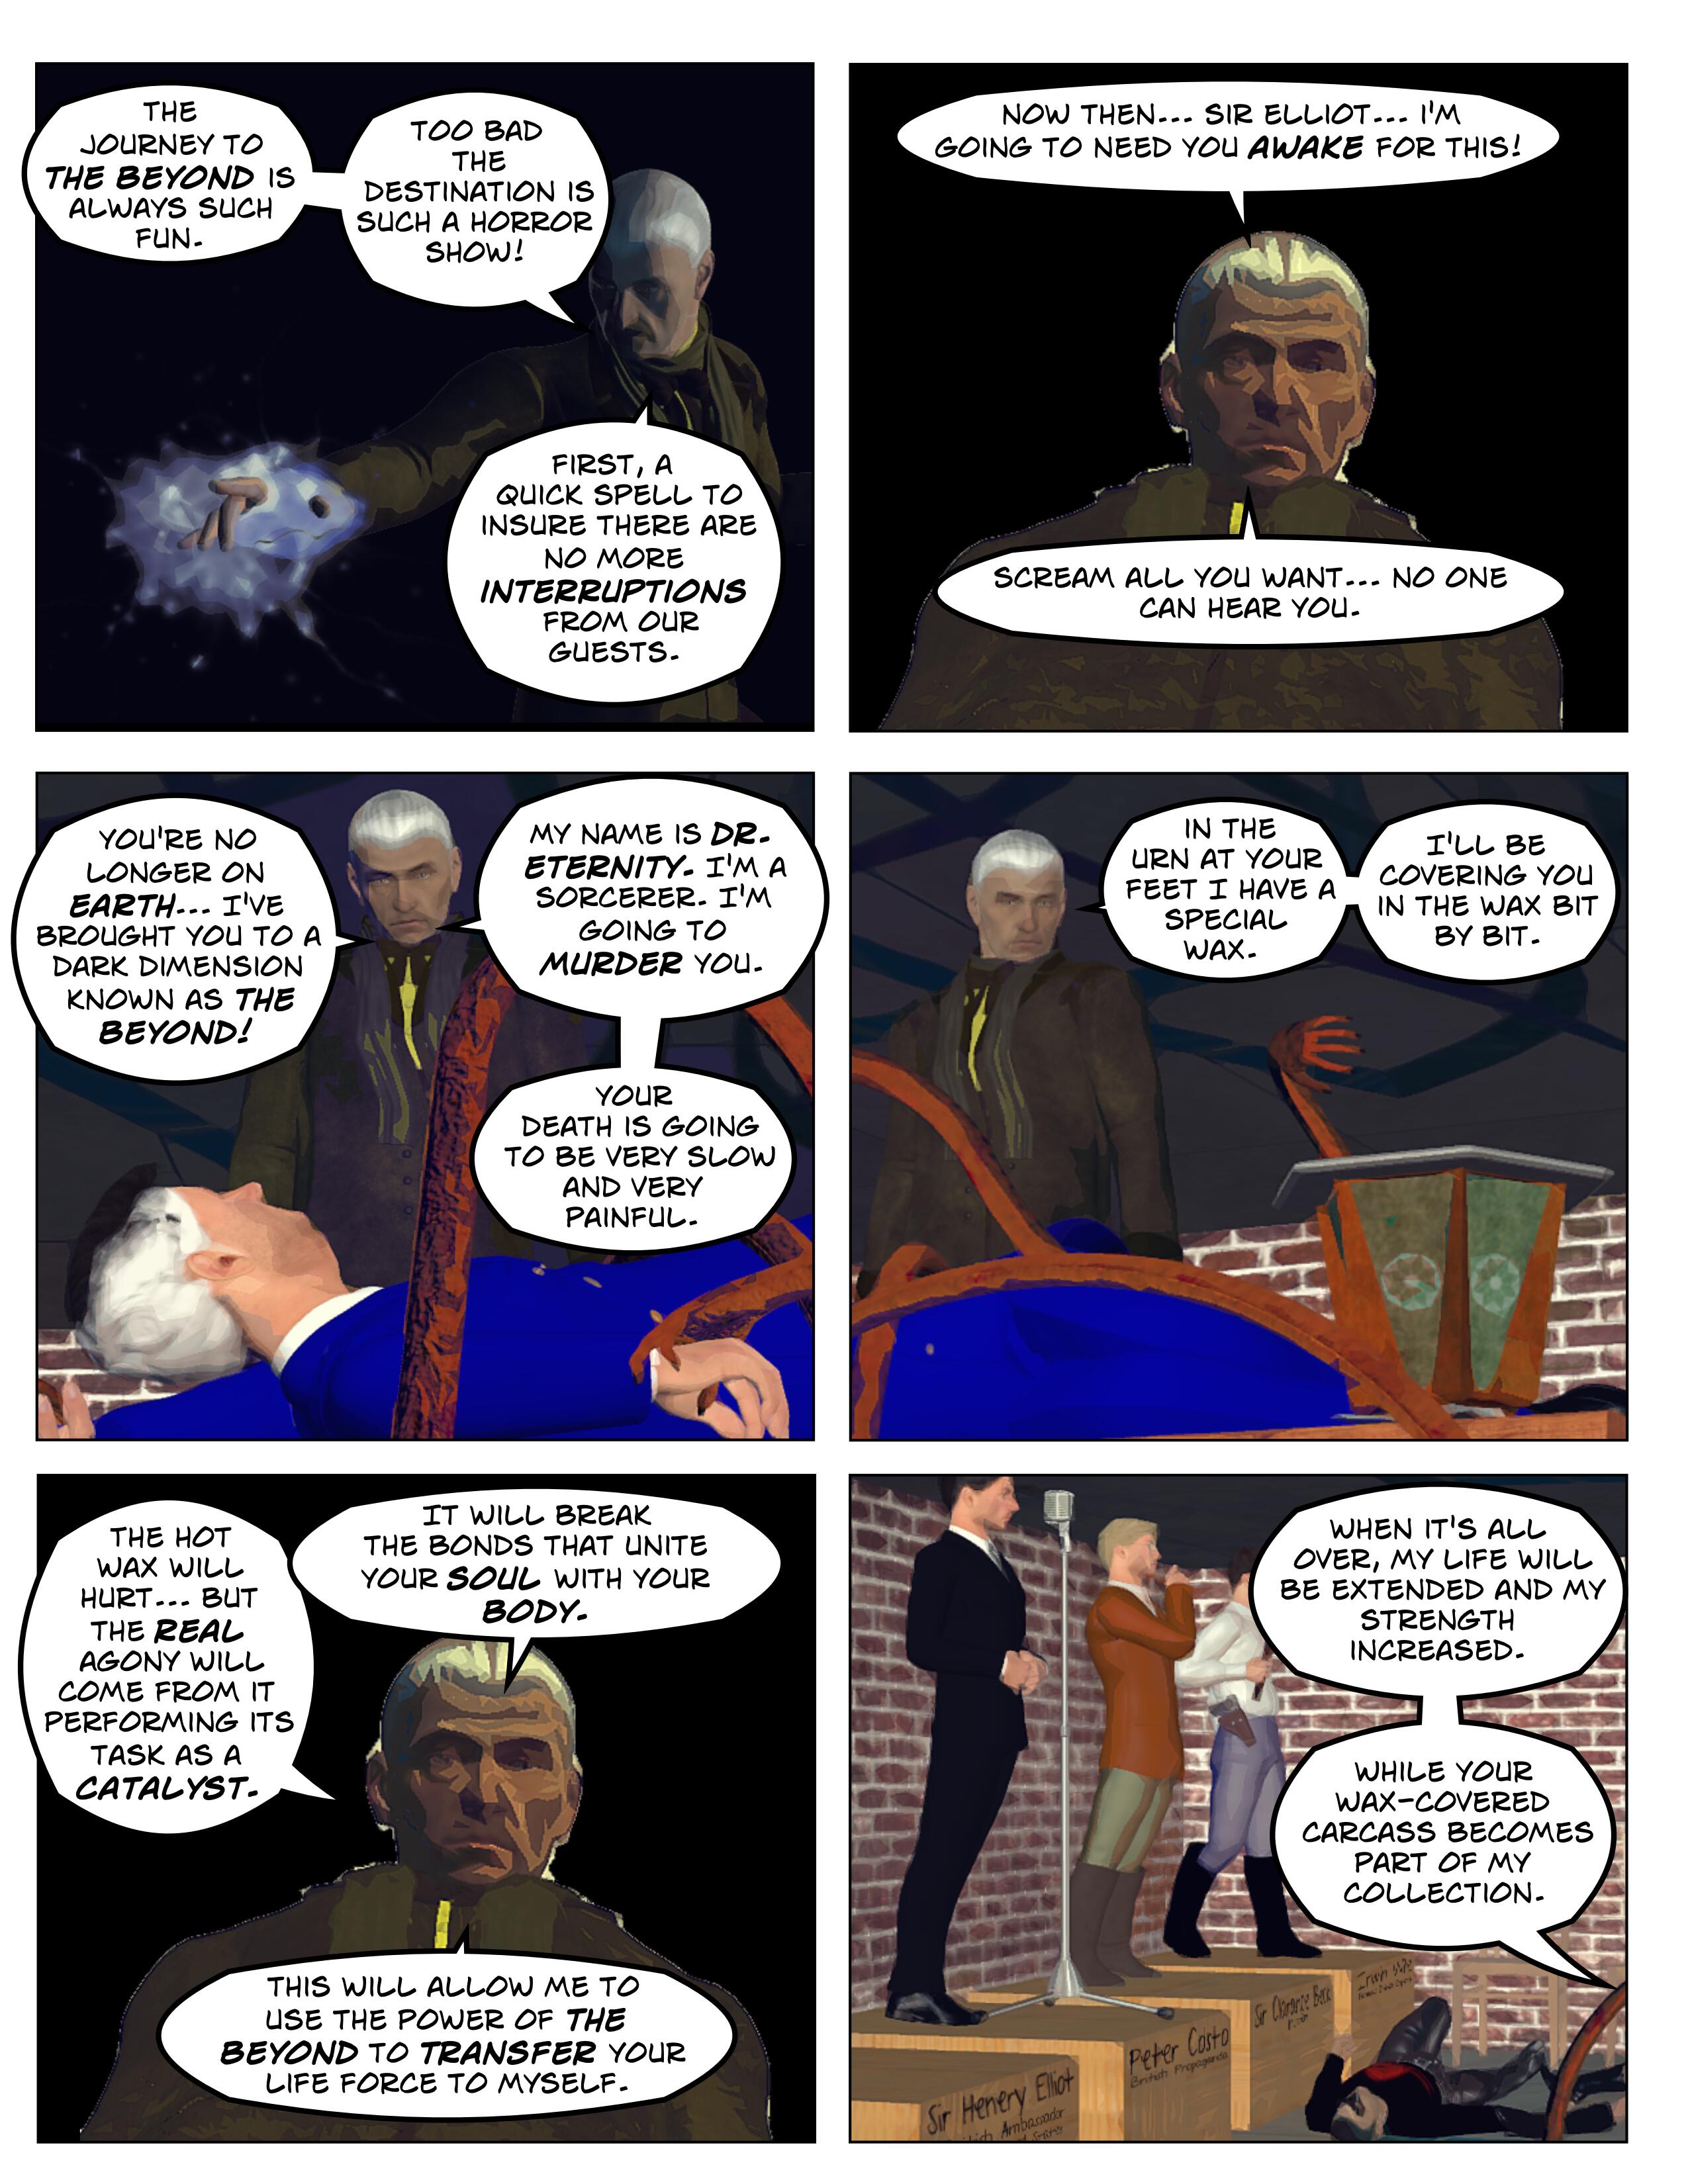 THE
JOURNEY TO
THE BEYOND IS
ALWAYS SUCH
FUN.
TOO BAD
THE
DESTINATION IS
SUCH A HORROR
SHOW!
FIRST, A
QUICK SPELL TO
INSURE THERE ARE
NO MORE
INTERRUPTIONS
FROM OUR
GUESTS.
NOW THEN... SIR ELLIOT... I'M
GOING TO NEED YOU AWAKE FOR THIS!
SCREAM ALL YOU WANT... NO ONE
CAN HEAR YOU.
YOU'RE NO
LONGER ON
EARTH... I'VE
BROUGHT YOU TO A
DARK DIMENSION
KNOWN AS THE
BEYOND!
MY NAME IS DR.
ETERNITY. I'M A
SORCERER. I'M
GOING TO
MURDER YOU.
YOUR
DEATH IS GOING
TO BE VERY SLOW
AND VERY
PAINFUL.
IN THE
URN AT YOUR
FEET I HAVE A
SPECIAL
WAX.
I'LL BE
COVERING YOU
IN THE WAX BIT
BY BIT.
THE HOT
WAX WILL
HURT... BUT
THE REAL
AGONY WILL
COME FROM IT
PERFORMING ITS
TASK AS A
CATALYST.
IT WILL BREAK
THE BONDS THAT UNITE
YOUR SOUL WITH YOUR
BODY.
THIS WILL ALLOW ME TO
USE THE POWER OF THE
BEYOND TO TRANSFER YOUR
LIFE FORCE TO MYSELF.
WHEN IT'S ALL
OVER, MY LIFE WILL
BE EXTENDED AND MY
STRENGTH
INCREASED.
WHILE YOUR
WAX-COVERED
CARCASS BECOMES
PART OF MY
COLLECTION.
Sir Henery Elliot
Ambassador
Peter Costo
British Propaganda
Sir Clarance Beck
Irwin